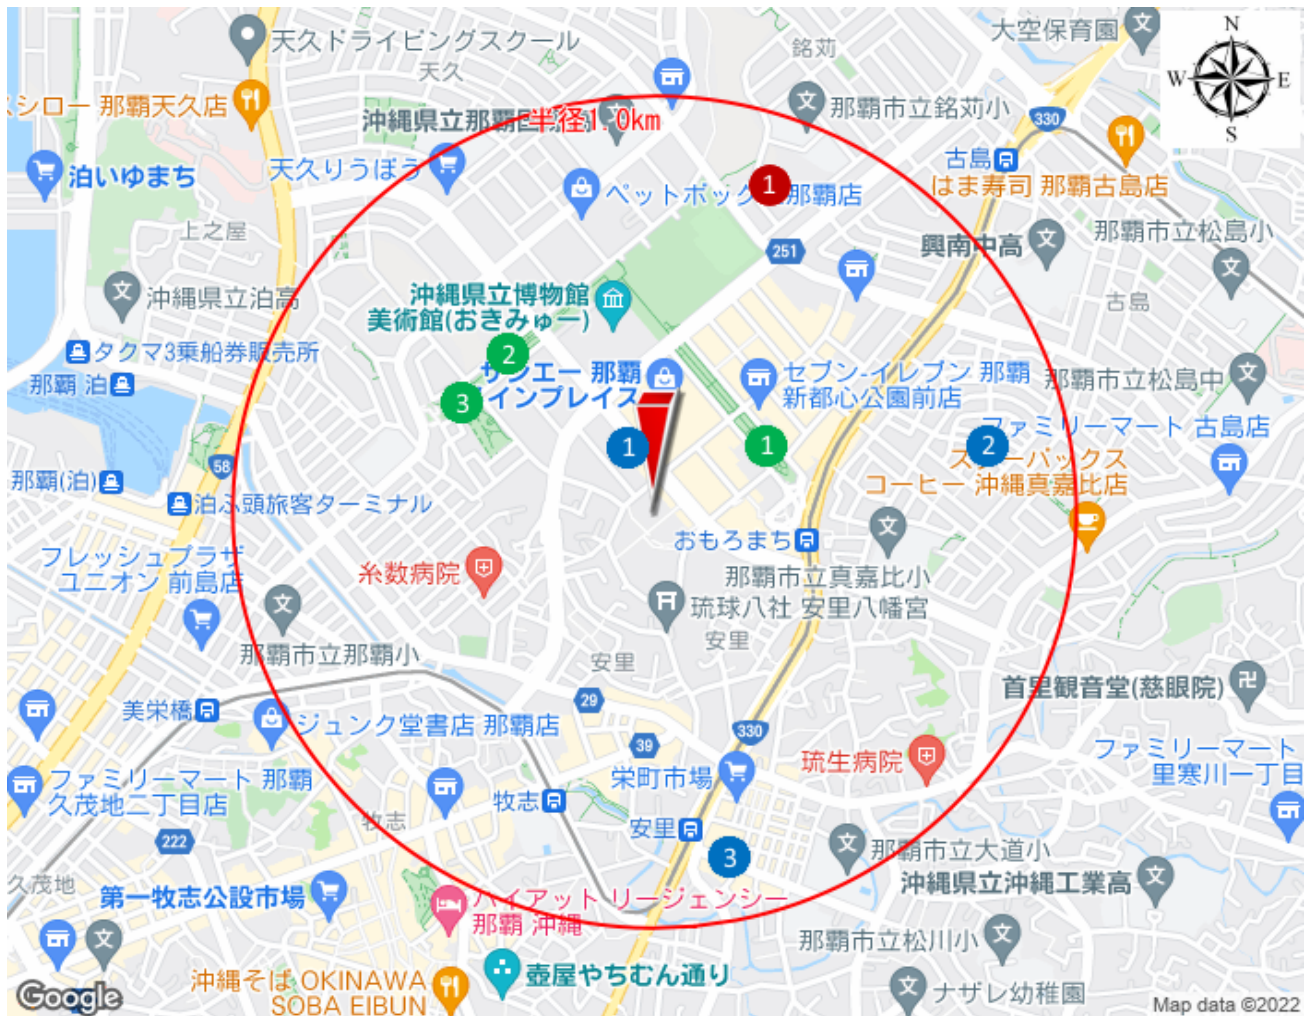 天久ドライビングスクール
天久
銘苅
大空保育園
N
W
E
S
スシロー 那覇天久店
沖縄県立那覇国
半径1.0km
那覇市立銘苅小
330
古島
はま寿司 那覇古島店
泊いゆまち
天久りうぼう
ペットボックス 那覇店
1
上之屋
251
興南中高
那覇市立松島小
沖縄県立泊高
沖縄県立博物館
美術館(おきみゅー)
古島
タクマ3乗船券販売所
2
那覇 泊
サンエー 那覇
メインプレイス
3
セブン-イレブン 那覇
新都心公園前店
那覇市立松島中
1
1
2
ファミリーマート 古島店
スターバックス
コーヒー 沖縄真嘉比店
58
那覇(泊)
泊ふ頭旅客ターミナル
おもろまち
フレッシュプラザ
ユニオン 前島店
糸数病院
那覇市立真嘉比小
琉球八社 安里八幡宮
安里
那覇市立那覇小
安里
首里観音堂(慈眼院)
29
美栄橋
ジュンク堂書店 那覇店
330
39
栄町市場
琉生病院
ファミリーマート
里寒川一丁目
ファミリーマート 那覇
久茂地二丁目店
牧志
牧志
安里
222
3
那覇市立大道小
久茂地
第一牧志公設市場
ハイアット リージェンシー
那覇 沖縄
沖縄県立沖縄工業高
那覇市立松川小
壺屋やちむん通り
沖縄そば OKINAWA
SOBA EIBUN
ナザレ幼稚園
Google
Map data ©2022